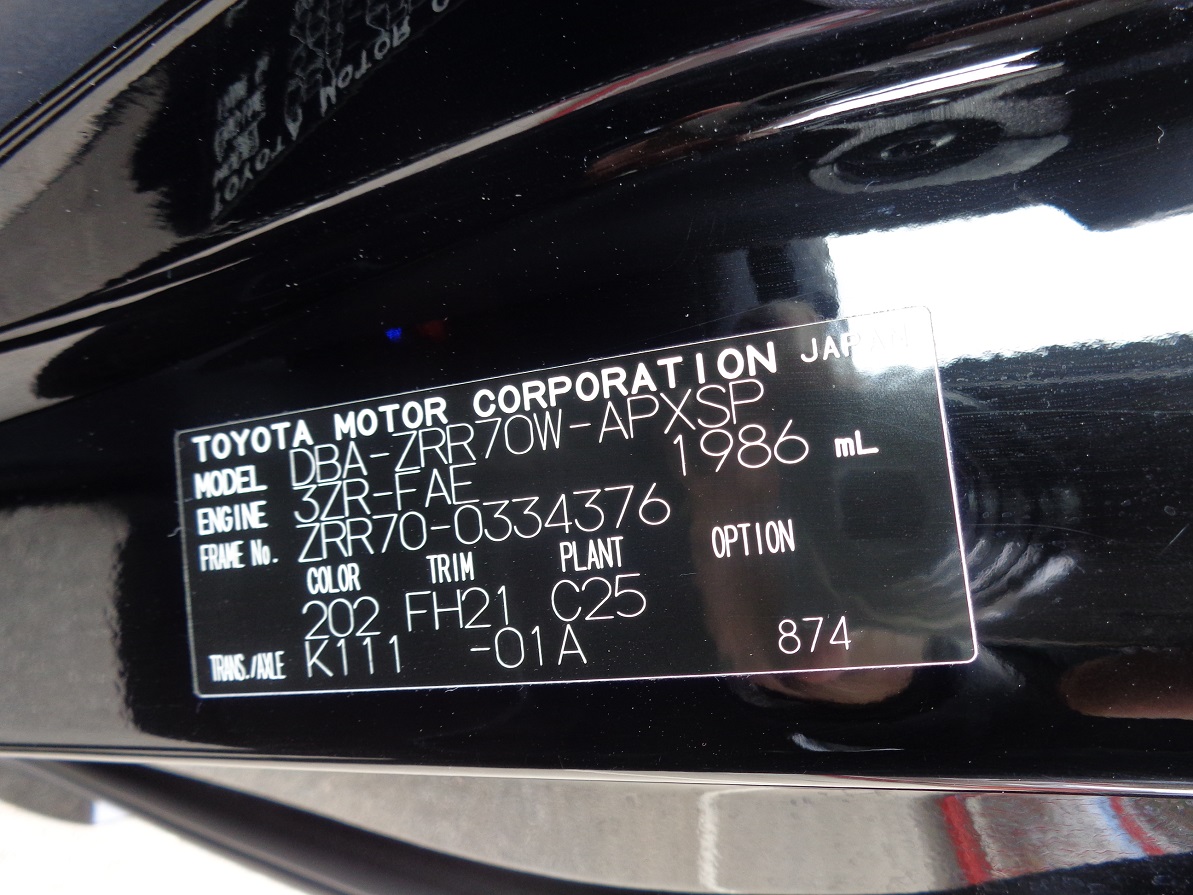 TOYOTA MOTOR CORPORATION JAPAN
MODEL DBA-ZRR70W-APXSP
ENGINE 3ZR-FAE 1986 mL
FRAME No. ZRR70-0334376
COLOR TRIM PLANT OPTION
202 FH21 C25
TRANS./AXLE K111 -01A 874